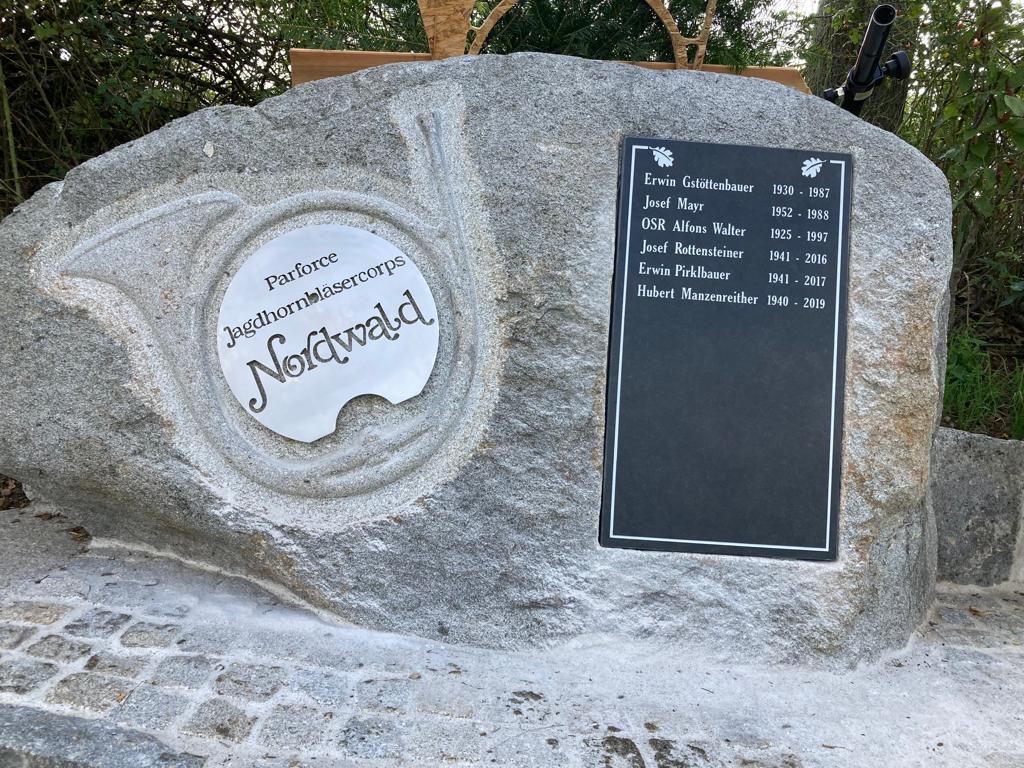 Parforce
Jagdhornbläsercorps
Nordwald
Erwin Gstöttenbauer 1930 - 1987
Josef Mayr 1952 - 1988
OSR Alfons Walter 1925 - 1997
Josef Rottensteiner 1941 - 2016
Erwin Pirklbauer 1941 - 2017
Hubert Manzenreither 1940 - 2019